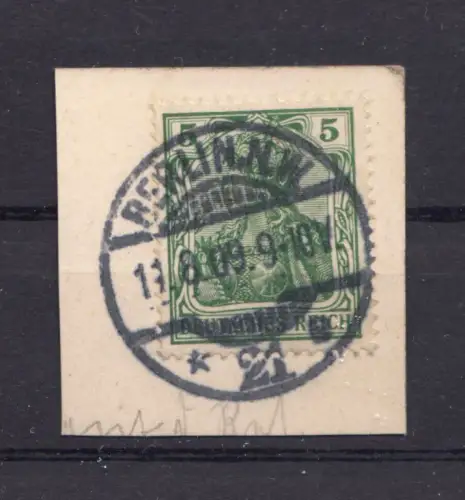 5 5
BERLIN.N.W.
11.8.09.9-10V.
DEUTSCHES REICH
* 21